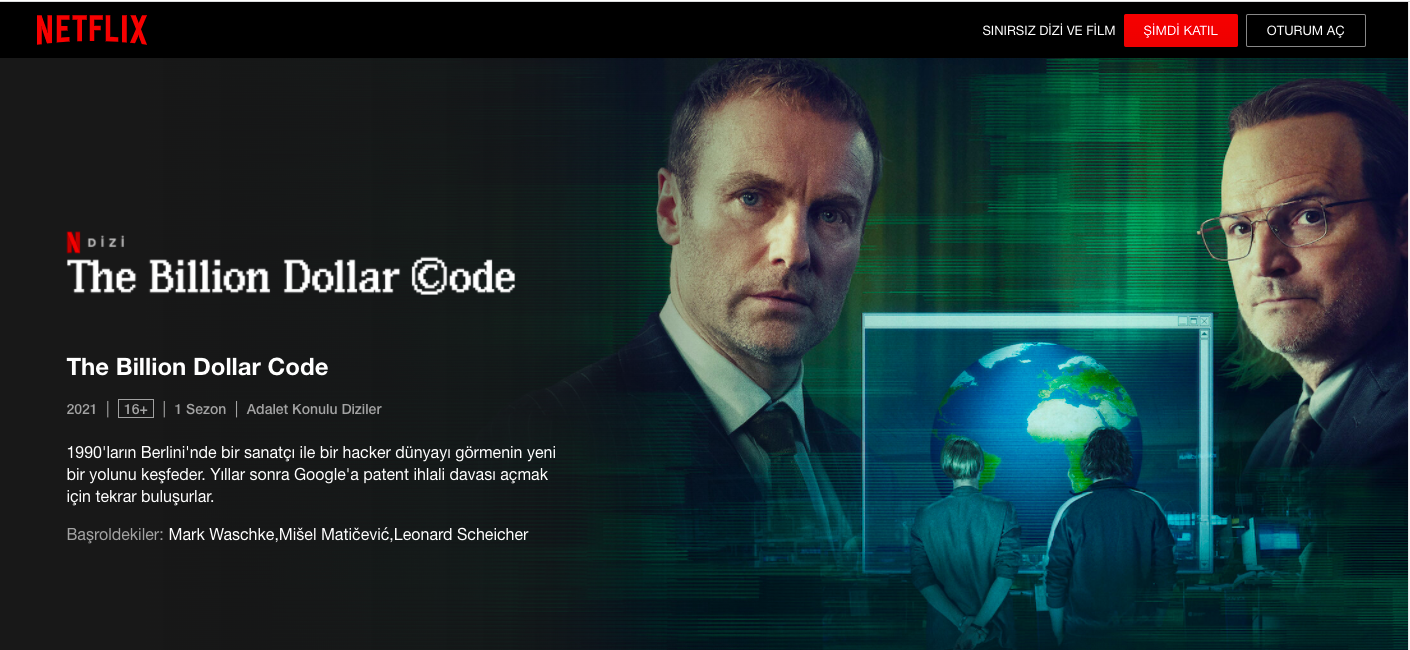 NETFLIX
SINIRSIZ DİZİ VE FİLM ŞİMDİ KATIL OTURUM AÇ
N DİZİ
The Billion Dollar ©ode
The Billion Dollar Code
2021 | 16+ | 1 Sezon | Adalet Konulu Diziler
1990'ların Berlini'nde bir sanatçı ile bir hacker dünyayı görmenin yeni
bir yolunu keşfeder. Yıllar sonra Google'a patent ihlali davası açmak
için tekrar buluşurlar.
Başroldekiler: Mark Waschke,Mišel Matičević,Leonard Scheicher